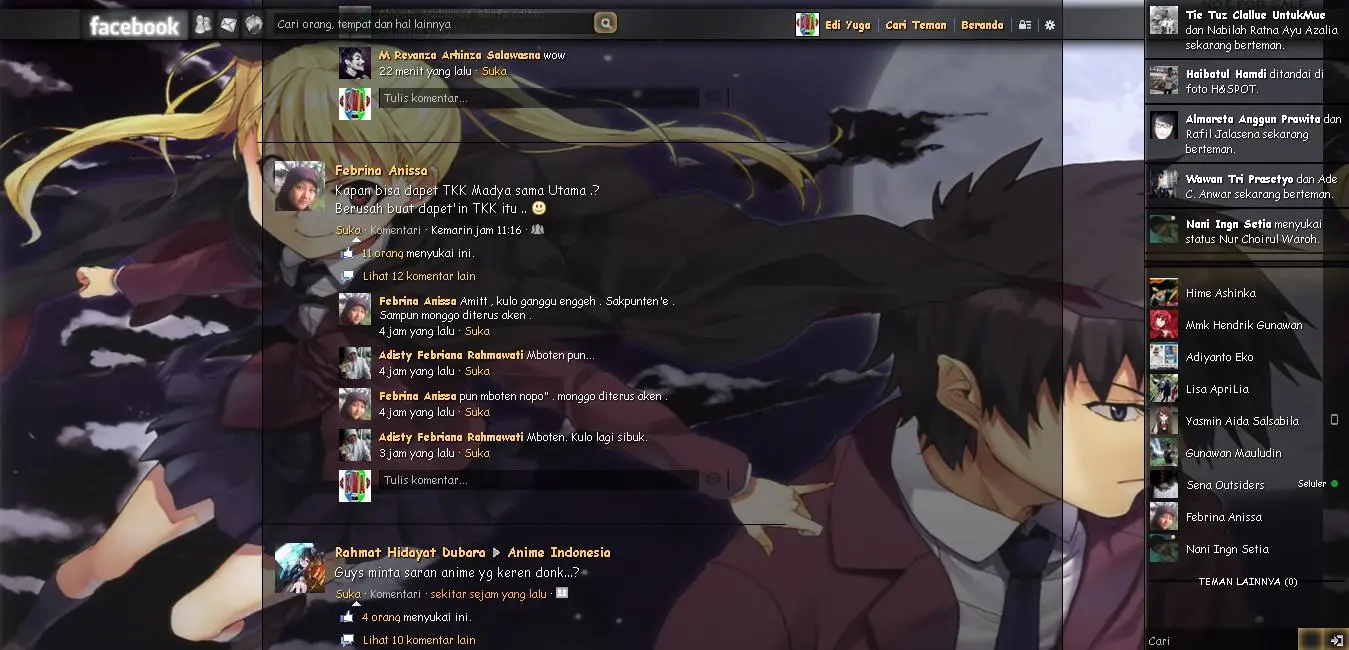 facebook
Cari orang, tempat dan hal lainnya
Edi Yuga
Cari Teman
Beranda
M Revanza Arhinza Salawasna wow
22 menit yang lalu · Suka
Tulis komentar...
Febrina Anissa
Kapan bisa dapet TKK Madya sama Utama .?
Berusah buat dapet'in TKK itu ..
Suka · Komentari · Kemarin jam 11:16 ·
11 orang menyukai ini.
Lihat 12 komentar lain
Febrina Anissa Amitt , kulo ganggu enggeh . Sakpunten'e .
Sampun monggo diterus aken .
4 jam yang lalu · Suka
Adisty Febriana Rahmawati Mboten pun...
4 jam yang lalu · Suka
Febrina Anissa pun mboten nopo" . monggo diterus aken .
4 jam yang lalu · Suka
Adisty Febriana Rahmawati Mboten. Kulo lagi sibuk.
3 jam yang lalu · Suka
Tulis komentar...
Rahmat Hidayat Dubara Anime Indonesia
Guys minta saran anime yg keren donk...?
Suka · Komentari · sekitar sejam yang lalu ·
4 orang menyukai ini.
Lihat 10 komentar lain
Tie Tuz Clallue UntukMue
dan Nabilah Ratna Ayu Azalia
sekarang berteman.
Haibatul Hamdi ditandai di
foto H&SPOT.
Almareta Anggun Prawita dan
Rafil Jalasena sekarang
berteman.
Wawan Tri Prasetyo dan Ade
C. Anwar sekarang berteman.
Nani Ingn Setia menyukai
status Nur Choirul Waroh.
Hime Ashinka
Mmk Hendrik Gunawan
Adiyanto Eko
Lisa ApriLia
Yasmin Aida Salsabila
Gunawan Mauludin
Sena Outsiders Seluler
Febrina Anissa
Nani Ingn Setia
TEMAN LAINNYA (0)
Cari